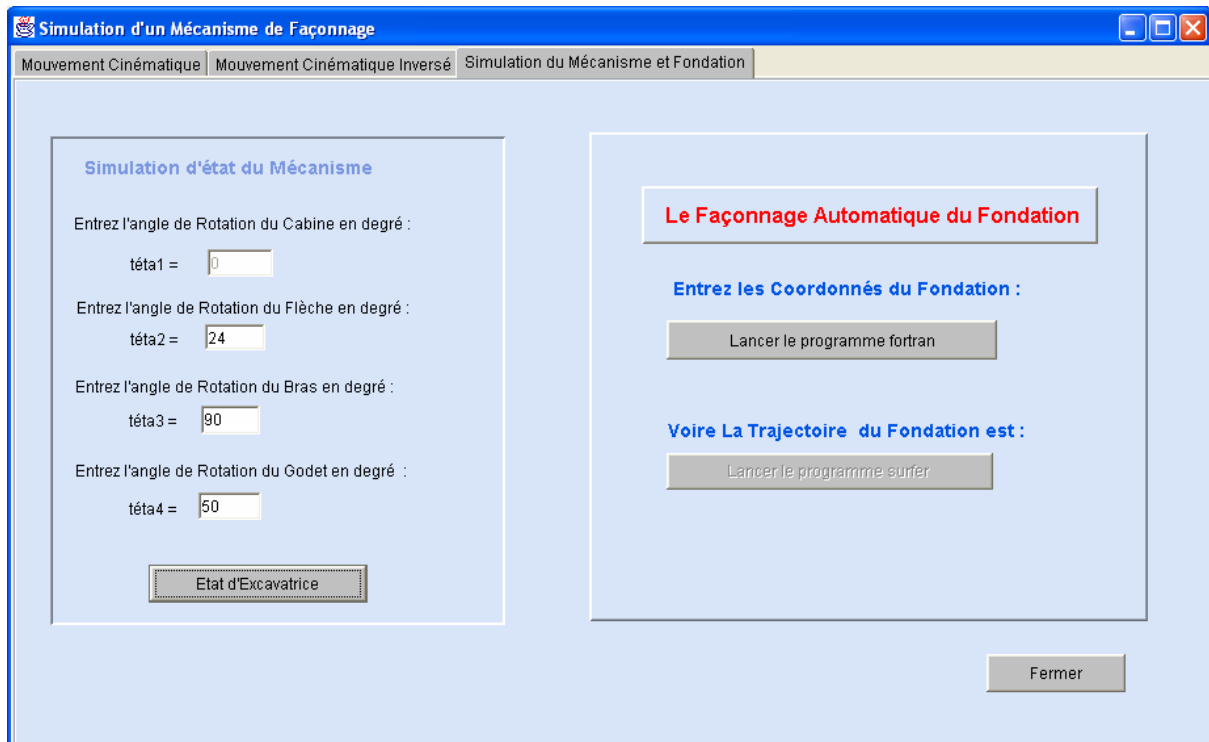 Simulation d'un Mécanisme de Façonnage
Mouvement Cinématique
Mouvement Cinématique Inversé
Simulation du Mécanisme et Fondation
Simulation d'état du Mécanisme
Entrez l'angle de Rotation du Cabine en degré :
téta1 = 0
Entrez l'angle de Rotation du Flèche en degré :
téta2 = 24
Entrez l'angle de Rotation du Bras en degré :
téta3 = 90
Entrez l'angle de Rotation du Godet en degré :
téta4 = 50
Etat d'Excavatrice
Le Façonnage Automatique du Fondation
Entrez les Coordonnés du Fondation :
Lancer le programme fortran
Voire La Trajectoire du Fondation est :
Lancer le programme surfer
Fermer